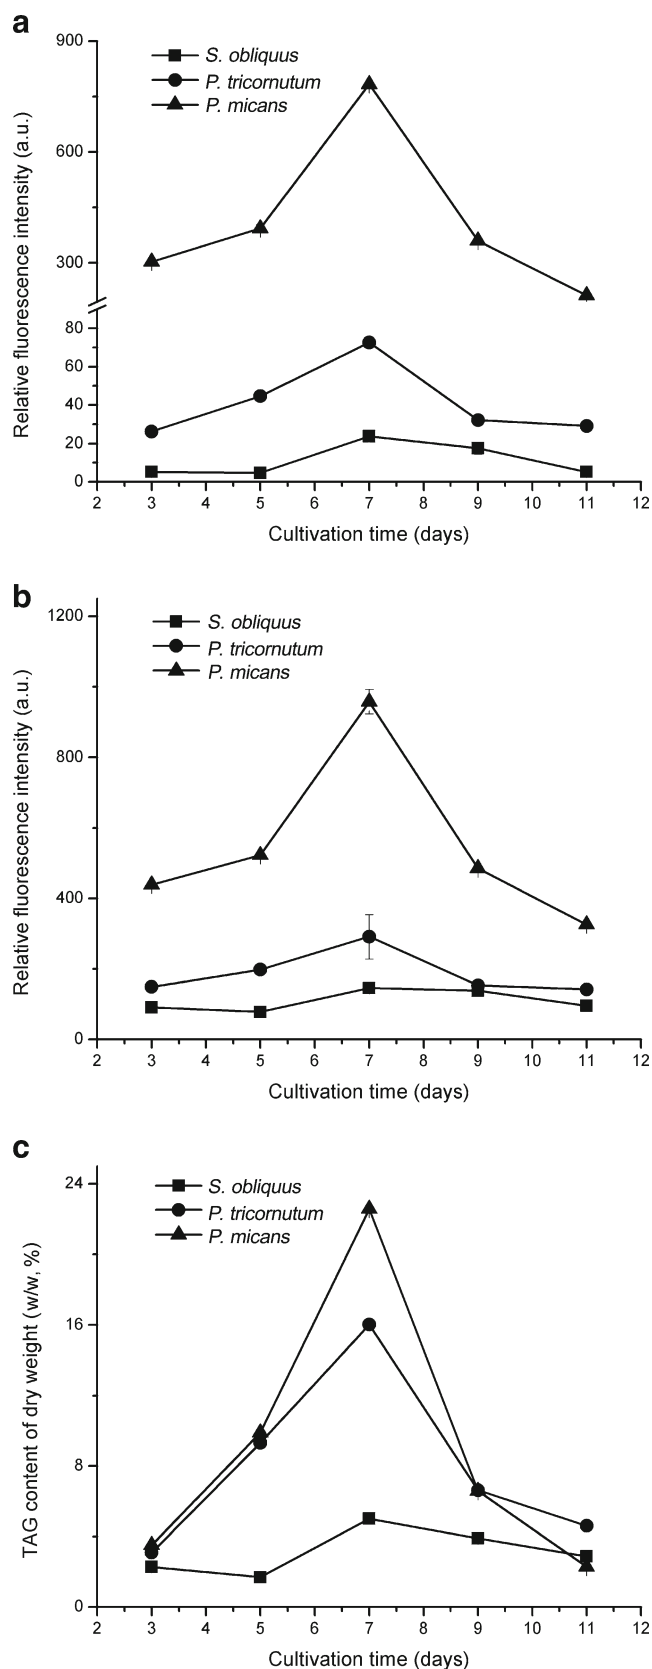 a
900
600
300
80
60
40
20
0
Relative fluorescence intensity (a.u.)
S. obliquus
P. tricornutum
P. micans
2 3 4 5 6 7 8 9 10 11 12
Cultivation time (days)
b
1200
800
400
0
Relative fluorescence intensity (a.u.)
S. obliquus
P. tricornutum
P. micans
2 3 4 5 6 7 8 9 10 11 12
Cultivation time (days)
c
24
16
8
0
TAG content of dry weight (w/w, %)
S. obliquus
P. tricornutum
P. micans
2 3 4 5 6 7 8 9 10 11 12
Cultivation time (days)